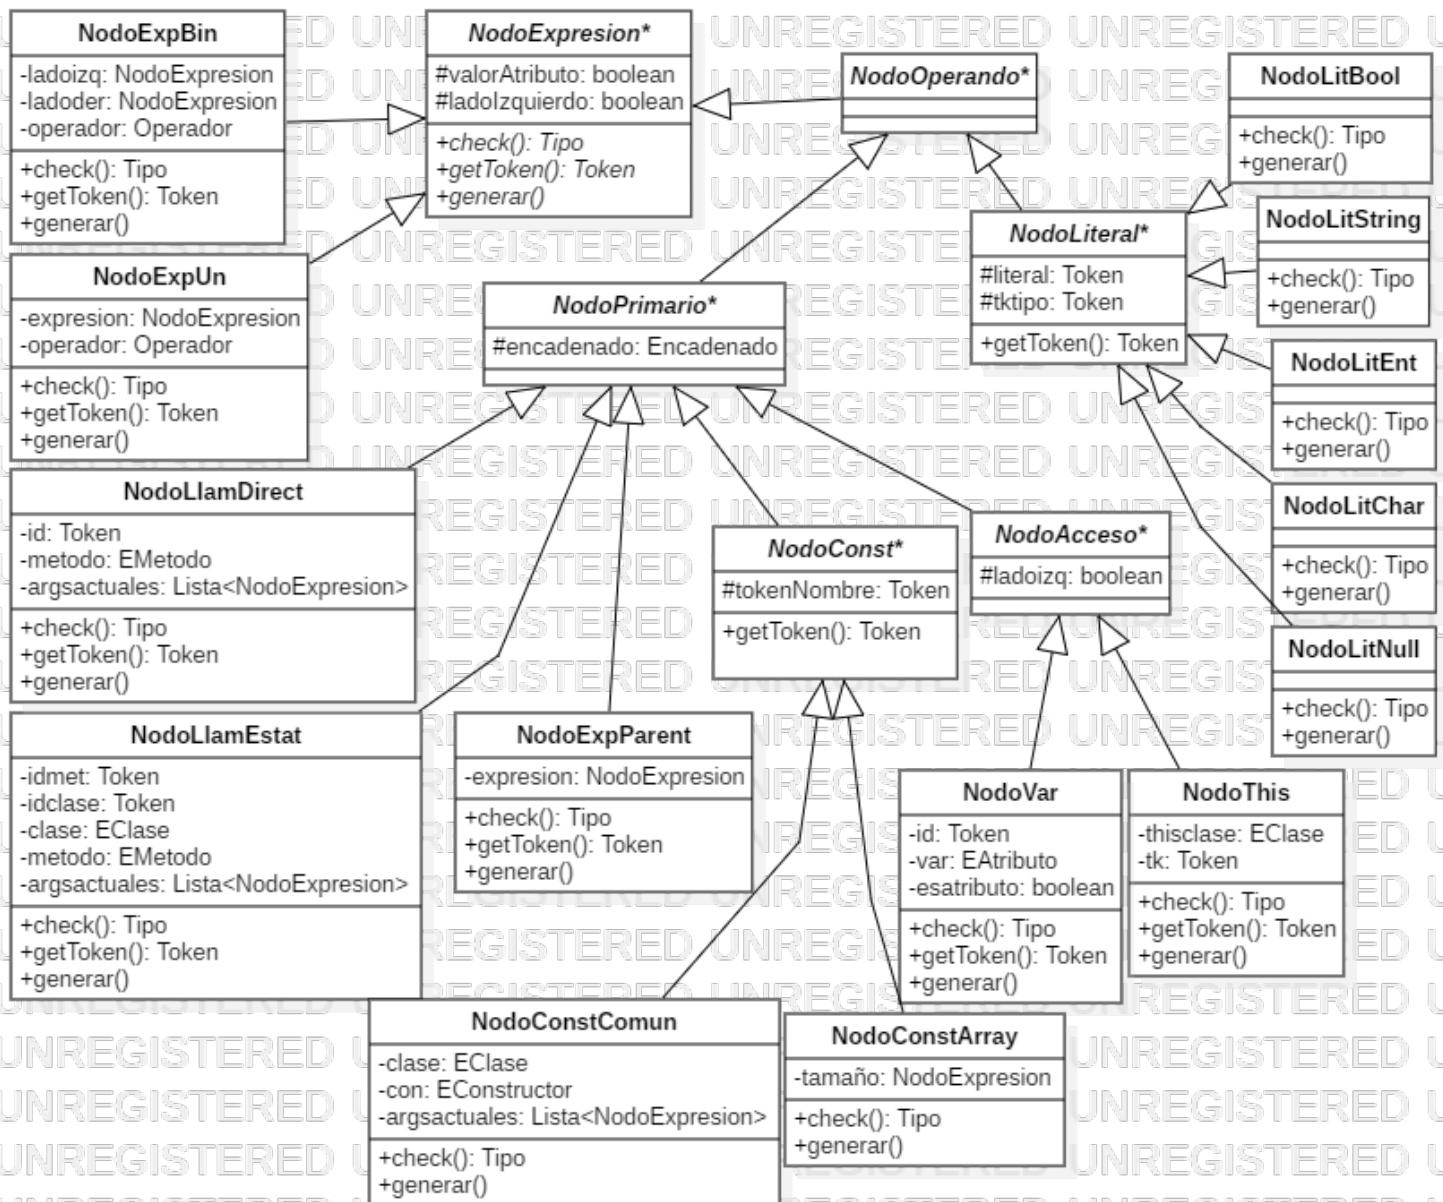 NodoExpBin
-ladoizq: NodoExpresion
-ladoder: NodoExpresion
-operador: Operador
+check(): Tipo
+getToken(): Token
+generar()
NodoExpresion*
#valorAtributo: boolean
#ladoIzquierdo: boolean
+check(): Tipo
+getToken(): Token
+generar()
NodoOperando*
NodoLitBool
+check(): Tipo
+generar()
NodoLitString
+check(): Tipo
+generar()
NodoLiteral*
#literal: Token
#tktipo: Token
+getToken(): Token
NodoExpUn
-expresion: NodoExpresion
-operador: Operador
+check(): Tipo
+getToken(): Token
+generar()
NodoPrimario*
#encadenado: Encadenado
NodoLitEnt
+check(): Tipo
+generar()
NodoLlamDirect
-id: Token
-metodo: EMetodo
-argsactuales: Lista<NodoExpresion>
+check(): Tipo
+getToken(): Token
+generar()
NodoConst*
#tokenNombre: Token
+getToken(): Token
NodoAcceso*
#ladoizq: boolean
NodoLitChar
+check(): Tipo
+generar()
NodoLitNull
+check(): Tipo
+generar()
NodoLlamEstat
-idmet: Token
-idclase: Token
-clase: EClase
-metodo: EMetodo
-argsactuales: Lista<NodoExpresion>
+check(): Tipo
+getToken(): Token
+generar()
NodoExpParent
-expresion: NodoExpresion
+check(): Tipo
+getToken(): Token
+generar()
NodoVar
-id: Token
-var: EAtributo
-esatributo: boolean
+check(): Tipo
+getToken(): Token
+generar()
NodoThis
-thisclase: EClase
-tk: Token
+check(): Tipo
+getToken(): Token
+generar()
NodoConstComun
-clase: EClase
-con: EConstructor
-argsactuales: Lista<NodoExpresion>
+check(): Tipo
+generar()
NodoConstArray
-tamaño: NodoExpresion
+check(): Tipo
+generar()
UNREGISTERED